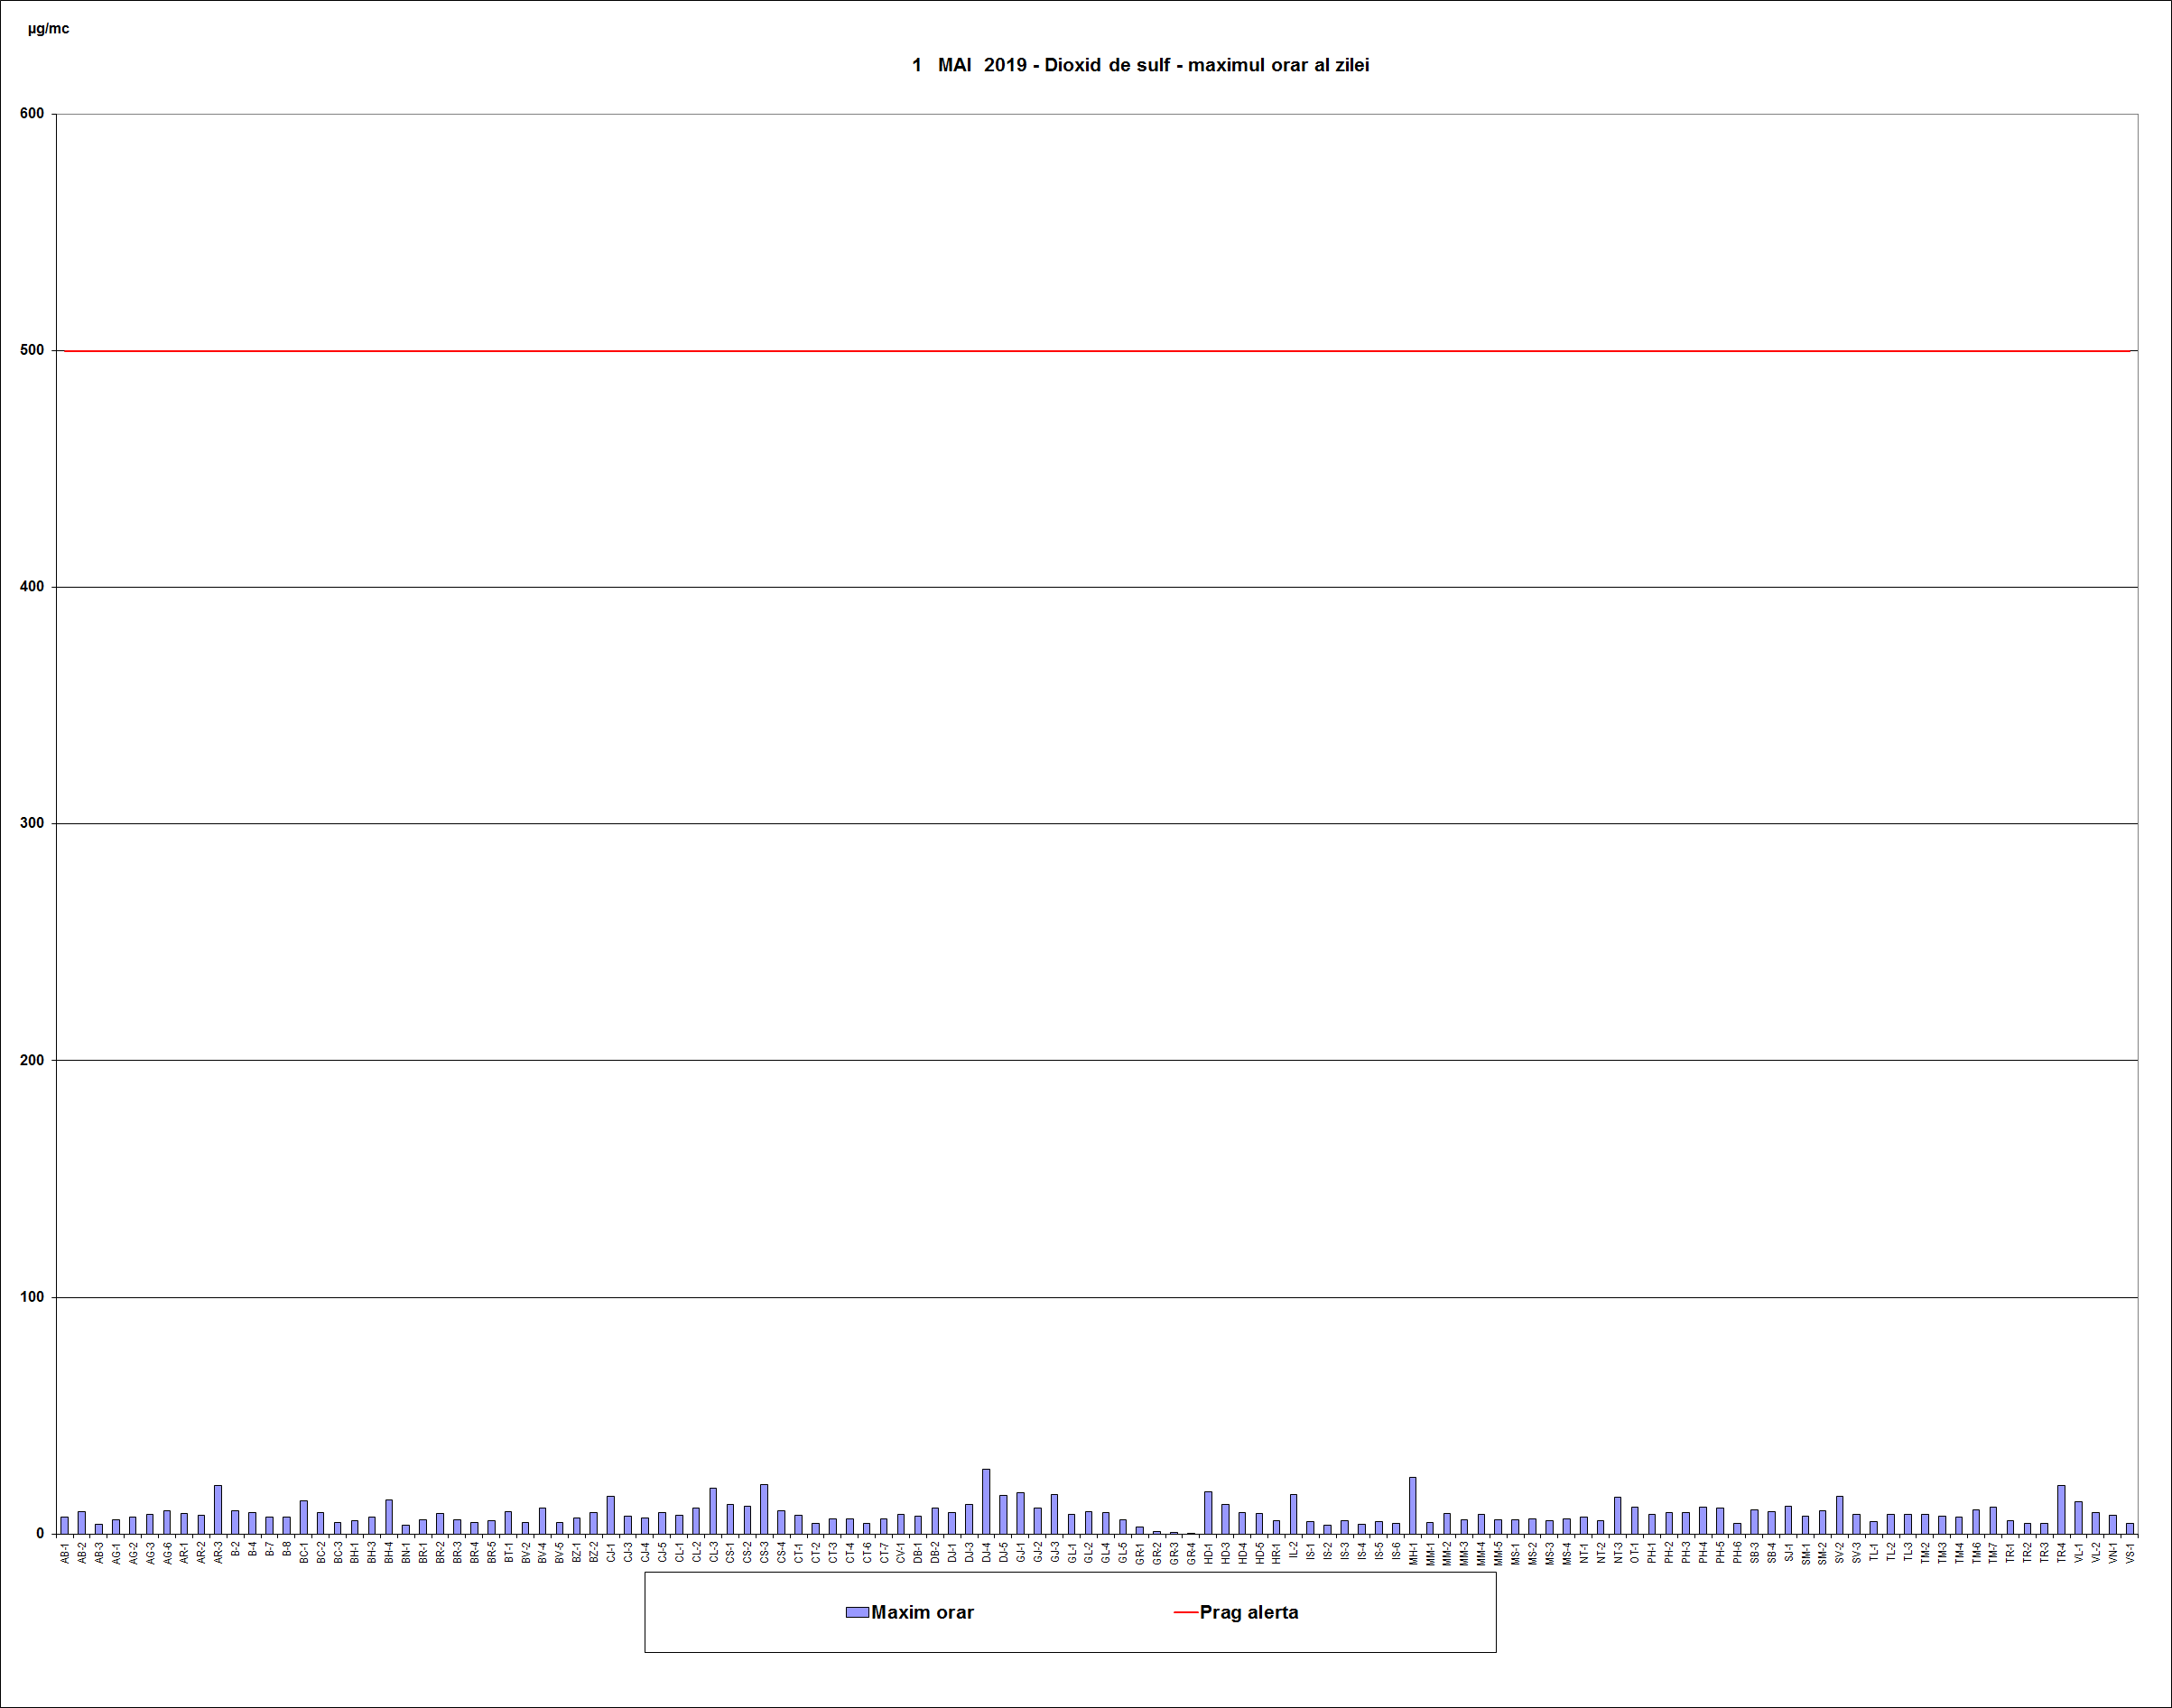 µg/mc
1 MAI 2019 - Dioxid de sulf - maximul orar al zilei
600
500
400
300
200
100
0
AB-1 AB-2 AB-3 AG-1 AG-2 AG-3 AG-6 AR-1 AR-2 AR-3 B-2 B-4 B-7 B-8 BC-1 BC-2 BC-3 BH-1 BH-3 BH-4 BN-1 BR-1 BR-2 BR-3 BR-4 BR-5 BT-1 BV-2 BV-4 BV-5 BZ-1 BZ-2 CJ-1 CJ-3 CJ-4 CJ-5 CL-1 CL-2 CL-3 CS-1 CS-2 CS-3 CS-4 CT-1 CT-2 CT-3 CT-4 CT-6 CT-7 CV-1 DB-1 DB-2 DJ-1 DJ-3 DJ-4 DJ-5 GJ-1 GJ-2 GJ-3 GL-1 GL-2 GL-4 GL-5 GR-1 GR-2 GR-3 GR-4 HD-1 HD-3 HD-4 HD-5 HR-1 IL-2 IS-1 IS-2 IS-3 IS-4 IS-5 IS-6 MH-1 MM-1 MM-2 MM-3 MM-4 MM-5 MS-1 MS-2 MS-3 MS-4 NT-1 NT-2 NT-3 OT-1 PH-1 PH-2 PH-3 PH-4 PH-5 PH-6 SB-3 SB-4 SJ-1 SM-1 SM-2 SV-2 SV-3 TL-1 TL-2 TL-3 TM-2 TM-3 TM-4 TM-6 TM-7 TR-1 TR-2 TR-3 TR-4 VL-1 VL-2 VN-1 VS-1
Maxim orar Prag alerta